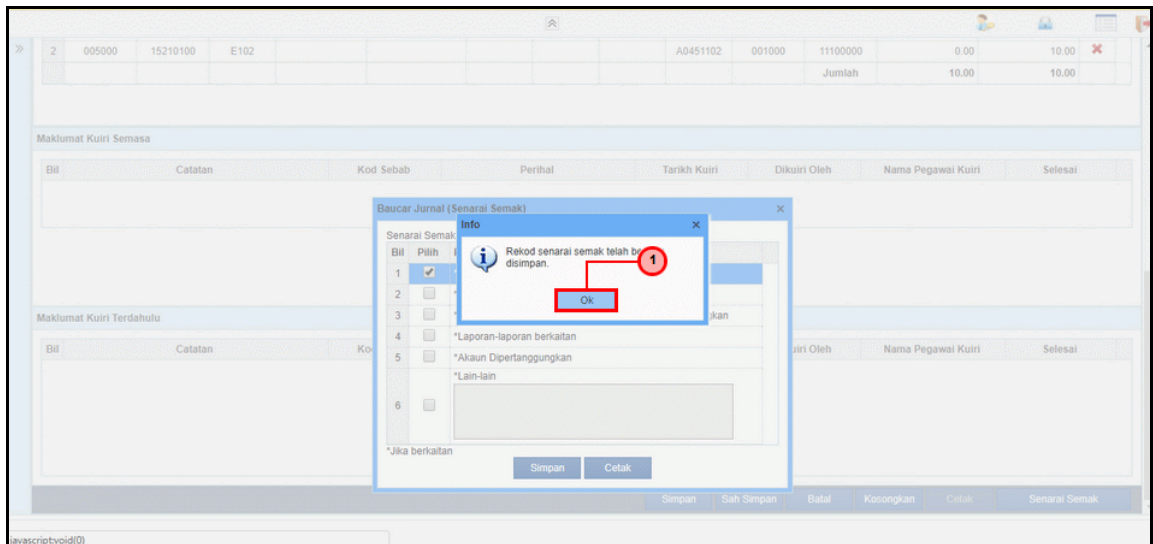 2 005000 15210100 E102 A0451102 001000 11100000 0.00 10.00
Jumlah 10.00 10.00
Maklumat Kuiri Semasa
Bil Catatan Kod Sebab Perihal Tarikh Kuiri Dikuiri Oleh Nama Pegawai Kuiri Selesai
Baucar Jurnal (Senarai Semak)
Senarai Semak
Bil Pilih
Info
Rekod senarai semak telah
disimpan.
1
Ok
1
2
3
4 *Laporan-laporan berkaitan
5 *Akaun Dipertanggungkan
*Lain-lain
6
*Jika berkaitan
Simpan Cetak
Maklumat Kuiri Terdahulu
Bil Catatan Oleh Nama Pegawai Kuiri Selesai
Simpan Sah Simpan Batal Kosongkan Cetak Senarai Semak
javascript:void(0)